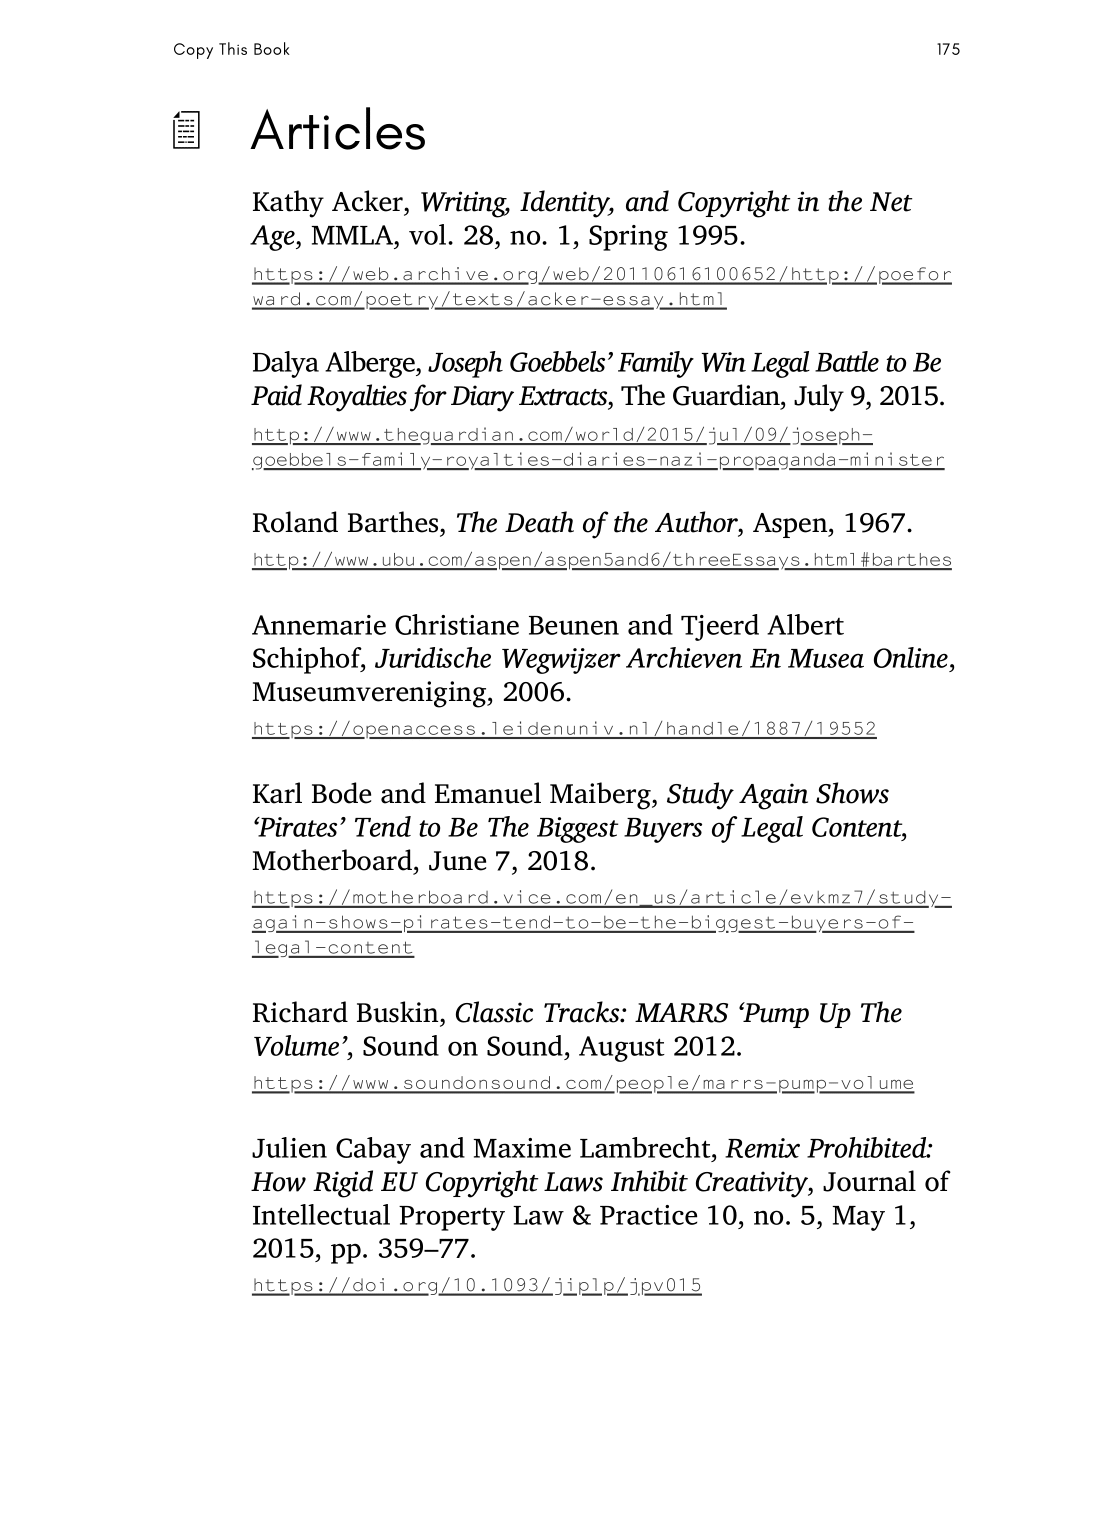 Copy This Book 175
Articles
Kathy Acker, Writing, Identity, and Copyright in the Net
Age, MMLA, vol. 28, no. 1, Spring 1995.
https://web.archive.org/web/20110616100652/http://poefor
ward.com/poetry/texts/acker-essay.html
Dalya Alberge, Joseph Goebbels’ Family Win Legal Battle to Be
Paid Royalties for Diary Extracts, The Guardian, July 9, 2015.
http://www.theguardian.com/world/2015/jul/09/joseph-
goebbels-family-royalties-diaries-nazi-propaganda-minister
Roland Barthes, The Death of the Author, Aspen, 1967.
http://www.ubu.com/aspen/aspen5and6/threeEssays.html#barthes
Annemarie Christiane Beunen and Tjeerd Albert
Schiphof, Juridische Wegwijzer Archieven En Musea Online,
Museumvereniging, 2006.
https://openaccess.leidenuniv.nl/handle/1887/19552
Karl Bode and Emanuel Maiberg, Study Again Shows
‘Pirates’ Tend to Be The Biggest Buyers of Legal Content,
Motherboard, June 7, 2018.
https://motherboard.vice.com/en_us/article/evkmz7/study-
again-shows-pirates-tend-to-be-the-biggest-buyers-of-
legal-content
Richard Buskin, Classic Tracks: MARRS ‘Pump Up The
Volume’, Sound on Sound, August 2012.
https://www.soundonsound.com/people/marrs-pump-volume
Julien Cabay and Maxime Lambrecht, Remix Prohibited:
How Rigid EU Copyright Laws Inhibit Creativity, Journal of
Intellectual Property Law & Practice 10, no. 5, May 1,
2015, pp. 359–77.
https://doi.org/10.1093/jiplp/jpv015